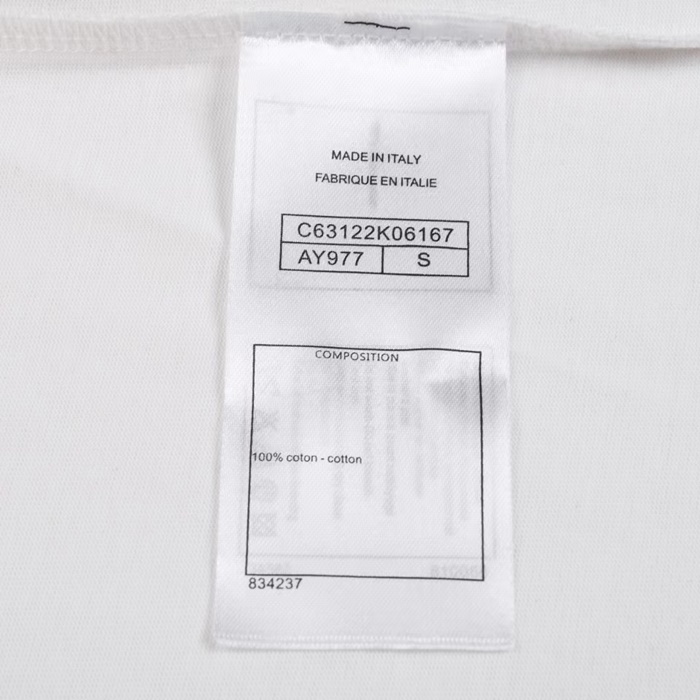 MADE IN ITALY
FABRIQUE EN ITALIE
C63122K06167
AY977 S
COMPOSITION
100% coton - cotton
834237